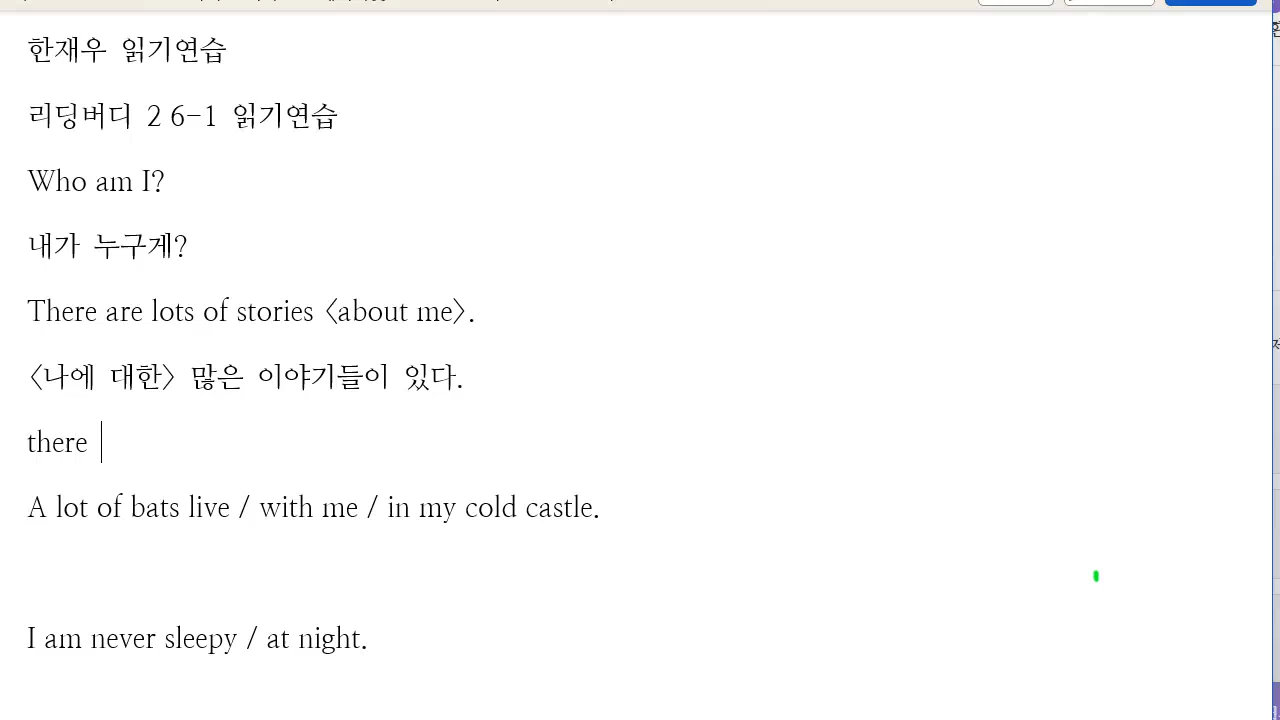 한재우 읽기연습
리딩버디 2 6-1 읽기연습
Who am I?
내가 누구게?
There are lots of stories <about me>.
<나에 대한> 많은 이야기들이 있다.
there
A lot of bats live / with me / in my cold castle.
I am never sleepy / at night.